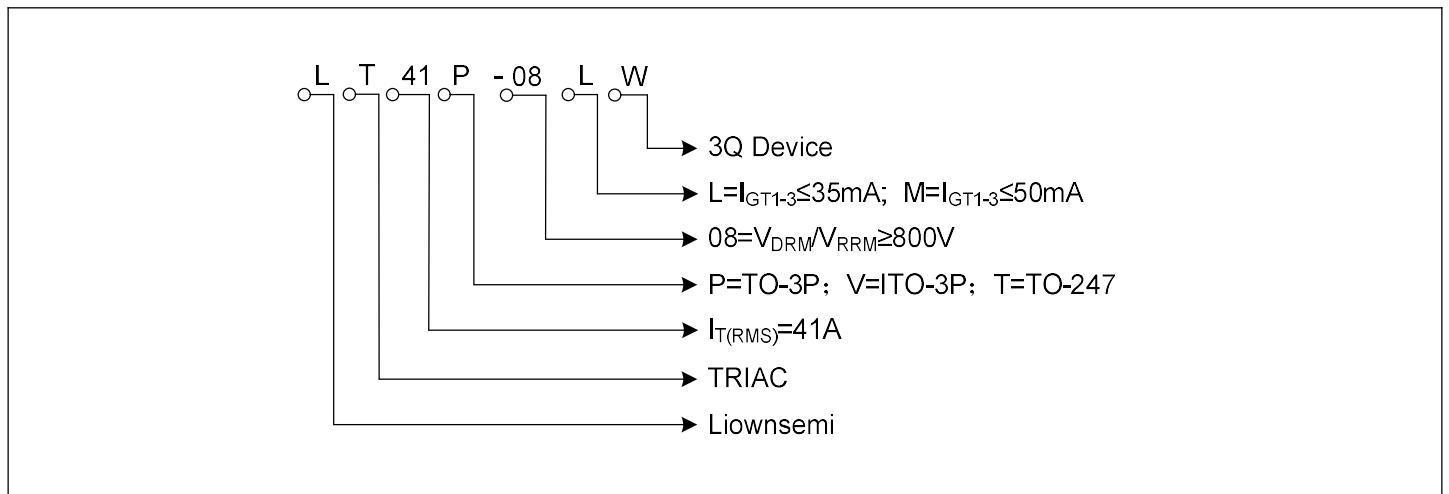 L T 41 P - 08 L W
3Q Device
L=IGT1-3≤35mA; M=IGT1-3≤50mA
08=VDRM/VRRM≥800V
P=TO-3P；V=ITO-3P；T=TO-247
IT(RMS)=41A
TRIAC
Liownsemi